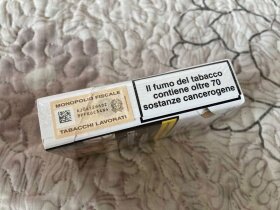 MONOPOLIO FISCALE
TABACCHI LAVORATI
Il fumo del tabacco
contiene oltre 70
sostanze cancerogene